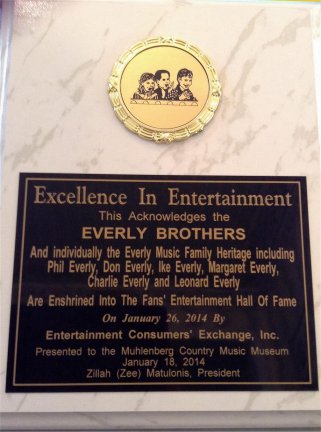 Excellence In Entertainment
This Acknowledges the
EVERLY BROTHERS
And individually the Everly Music Family Heritage including
Phil Everly, Don Everly, Ike Everly, Margaret Everly,
Charlie Everly and Leonard Everly
Are Enshrined Into The Fans' Entertainment Hall Of Fame
On January 26, 2014 By
Entertainment Consumers' Exchange, Inc.
Presented to the Muhlenberg Country Music Museum
January 18, 2014
Zillah (Zee) Matulonis, President